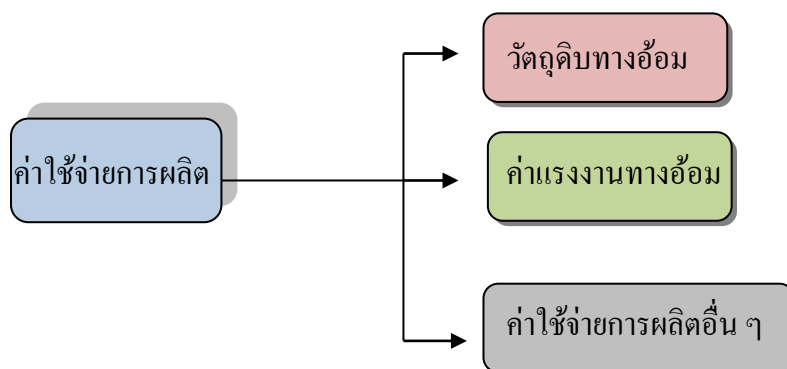 วัตถุดิบทางอ้อม
ค่าใช้จ่ายการผลิต
ค่าแรงงานทางอ้อม
ค่าใช้จ่ายการผลิตอื่น ๆ